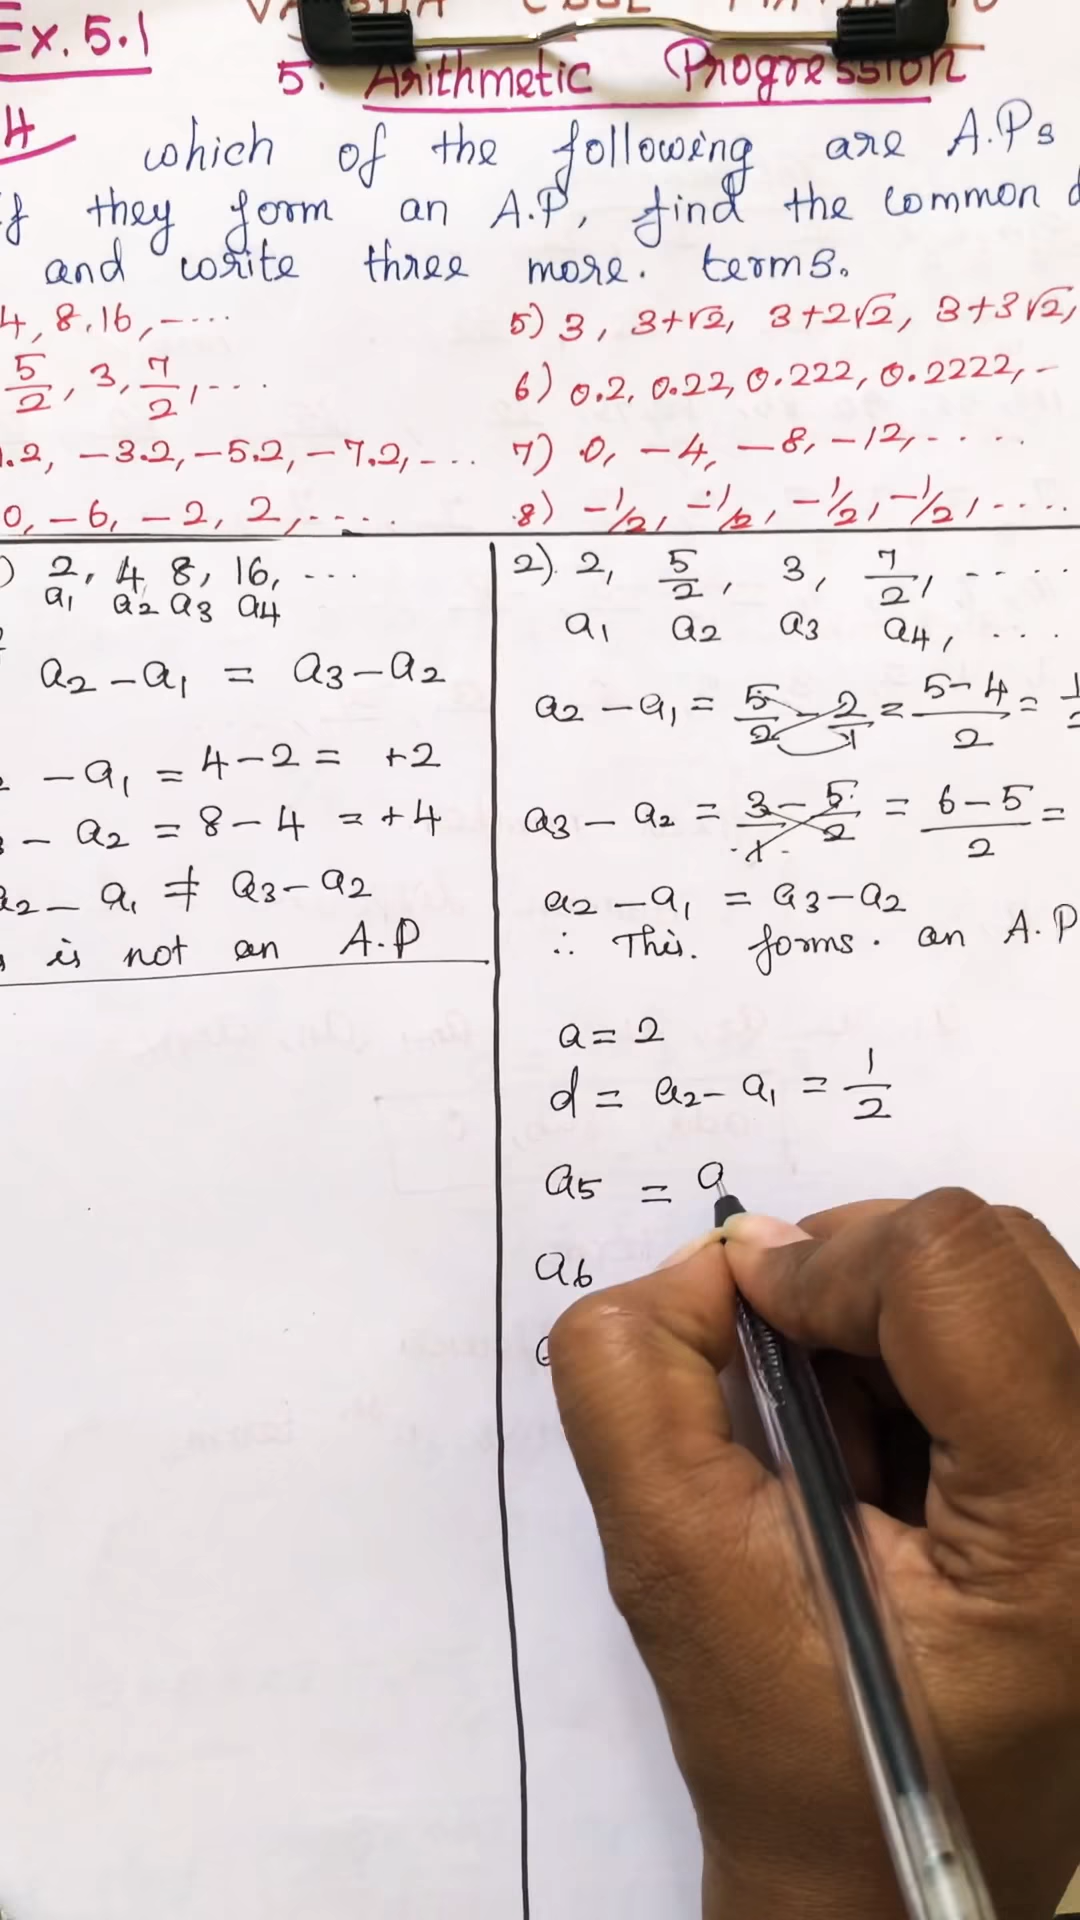 Ex. 5.1
5. Arithmetic Progression
4
which of the following are A.Ps
they form an A.P, find the common d
and write three more. terms.
4, 8, 16, -....
5/2, 3, 7/2, ...
.2, -3.2, -5.2, -7.2, -...
0, -6, -2, 2, -....
5) 3, 3+√2, 3+2√2, 3+3√2,
6) 0.2, 0.22, 0.222, 0.2222, -
7) 0, -4, -8, -12, - . . . .
8) -1/2, -1/2, -1/2, -1/2, ....
) 2, 4, 8, 16, ...
a1 a2 a3 a4
a2 - a1 = a3 - a2
- a1 = 4 - 2 = +2
- a2 = 8 - 4 = +4
a2 - a1 ≠ a3 - a2
is not an A.P
2). 2, 5/2, 3, 7/2, - ....
a1 a2 a3 a4, ...
a2 - a1 = 5/2 - 2/1 = 5-4/2 = 1/2
a3 - a2 = 3/1 - 5/2 = 6-5/2 =
a2 - a1 = a3 - a2
∴ This. forms. an A.P
a = 2
d = a2 - a1 = 1/2
a5 = a
a6